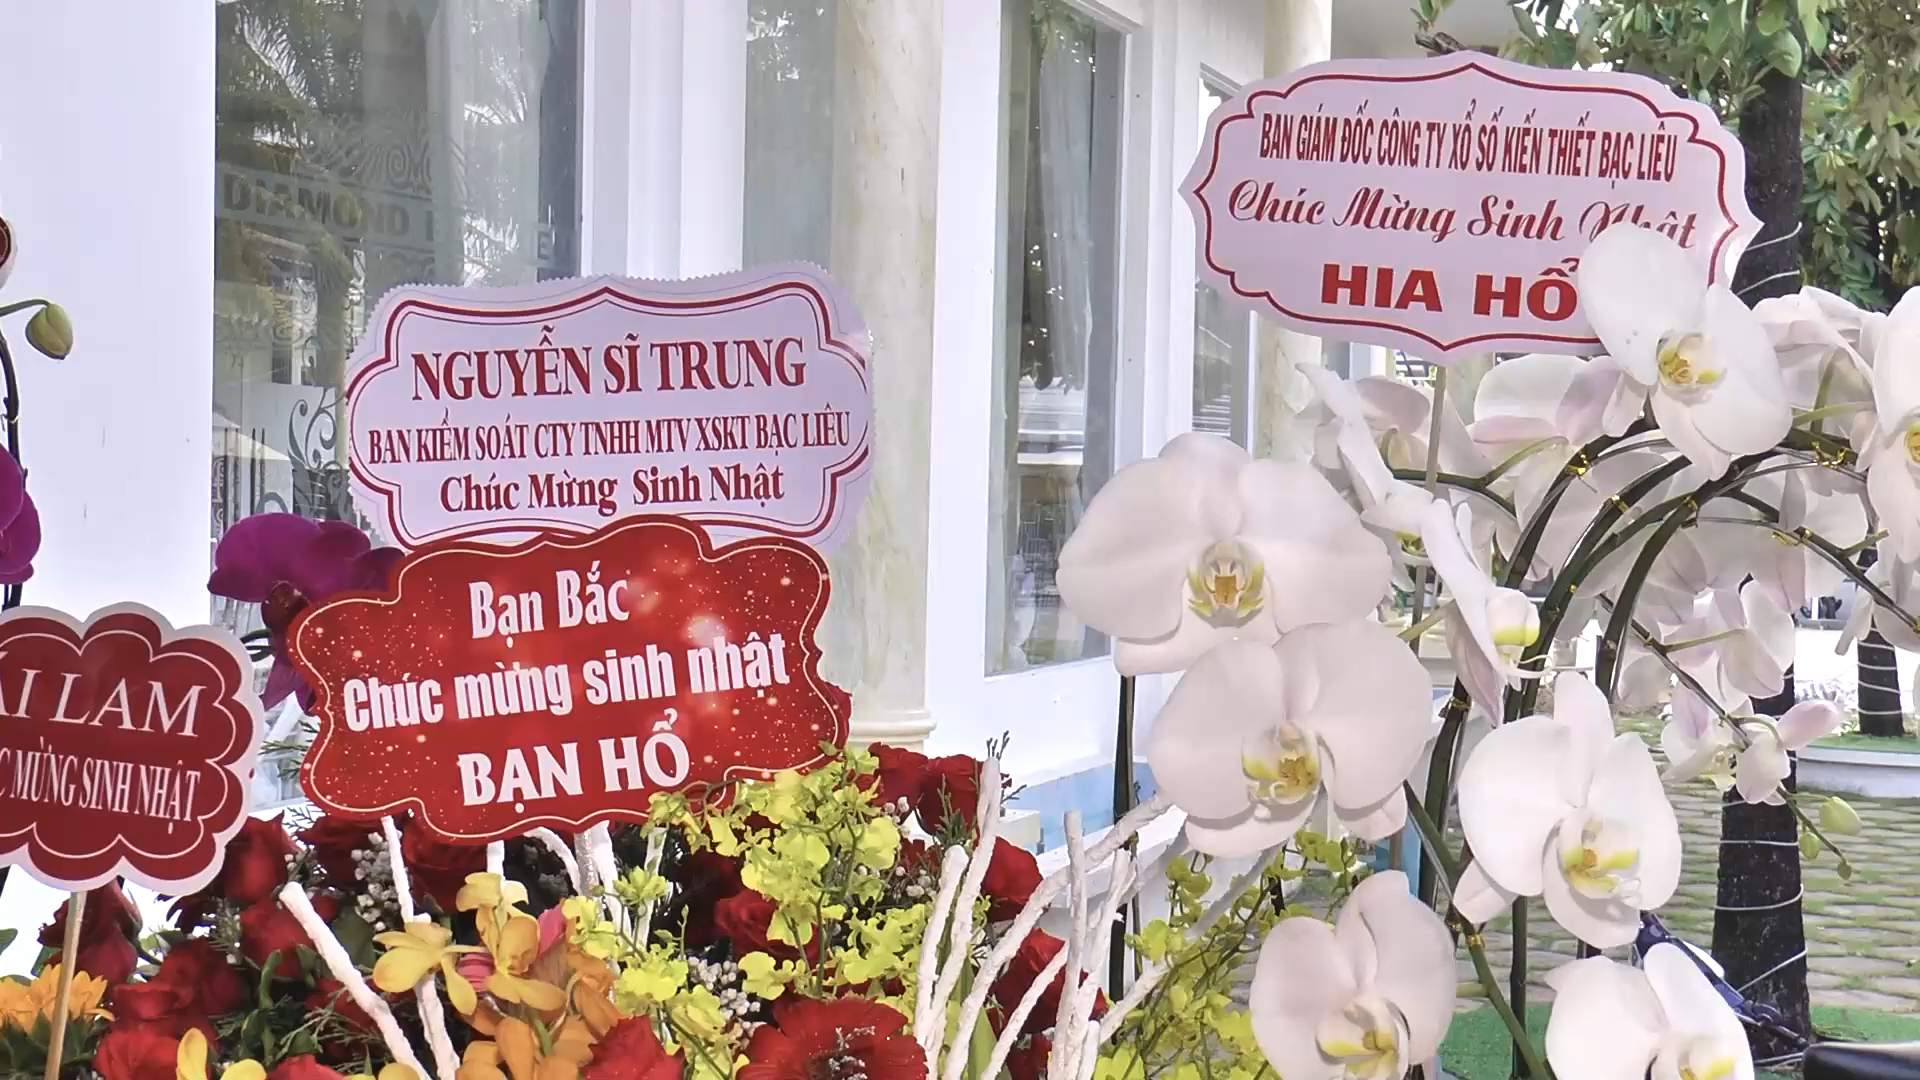 DIAMOND
BAN GIÁM ĐỐC CÔNG TY XỔ SỐ KIẾN THIẾT BẠC LIÊU
Chúc Mừng Sinh Nhật
HIA HỔ
NGUYỄN SĨ TRUNG
BAN KIỂM SOÁT CTY TNHH MTV XSKT BẠC LIÊU
Chúc Mừng Sinh Nhật
Bạn Bắc
Chúc mừng sinh nhật
BẠN HỔ
LAM
MỪNG SINH NHẬT